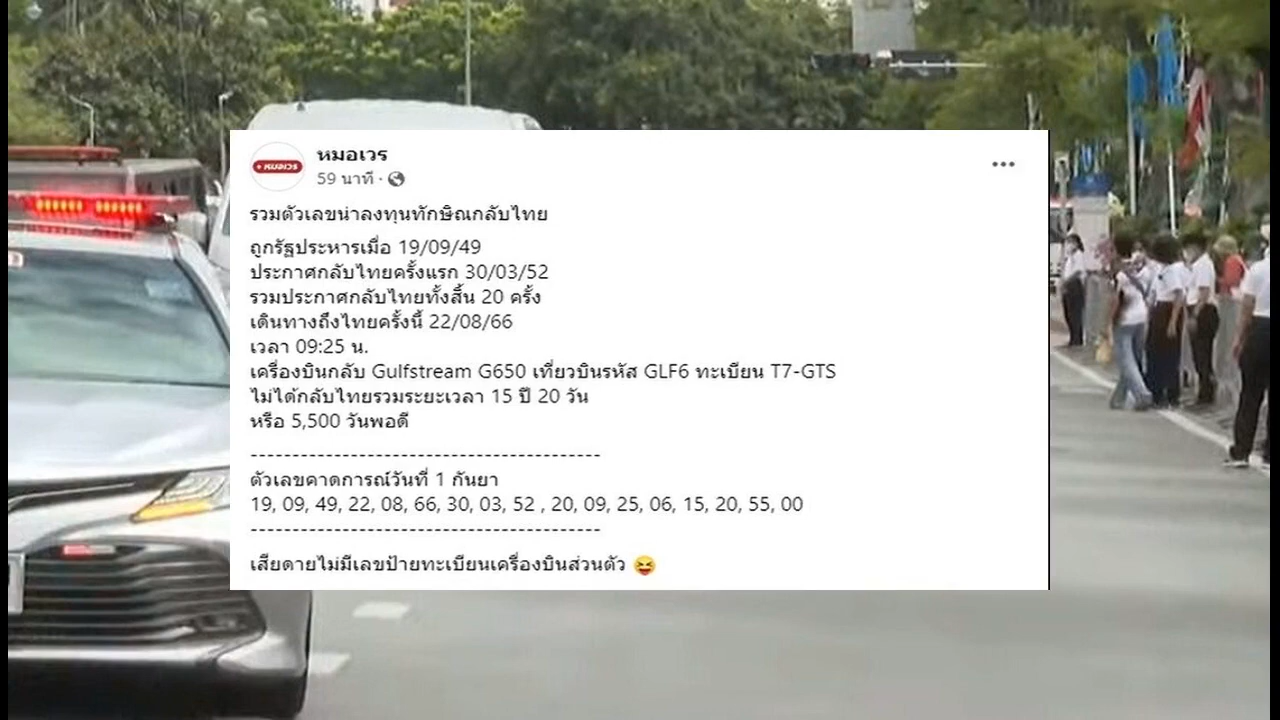 + หมอเวร
หมอเวร
59 นาที ·
รวมตัวเลขน่าลงทุนทักษิณกลับไทย
ถูกรัฐประหารเมื่อ 19/09/49
ประกาศกลับไทยครั้งแรก 30/03/52
รวมประกาศกลับไทยทั้งสิ้น 20 ครั้ง
เดินทางถึงไทยครั้งนี้ 22/08/66
เวลา 09:25 น.
เครื่องบินกลับ Gulfstream G650 เที่ยวบินรหัส GLF6 ทะเบียน T7-GTS
ไม่ได้กลับไทยรวมระยะเวลา 15 ปี 20 วัน
หรือ 5,500 วันพอดี
------------------------------------------
ตัวเลขคาดการณ์วันที่ 1 กันยา
19, 09, 49, 22, 08, 66, 30, 03, 52 , 20, 09, 25, 06, 15, 20, 55, 00
------------------------------------------
เสียดายไม่มีเลขป้ายทะเบียนเครื่องบินส่วนตัว 😝